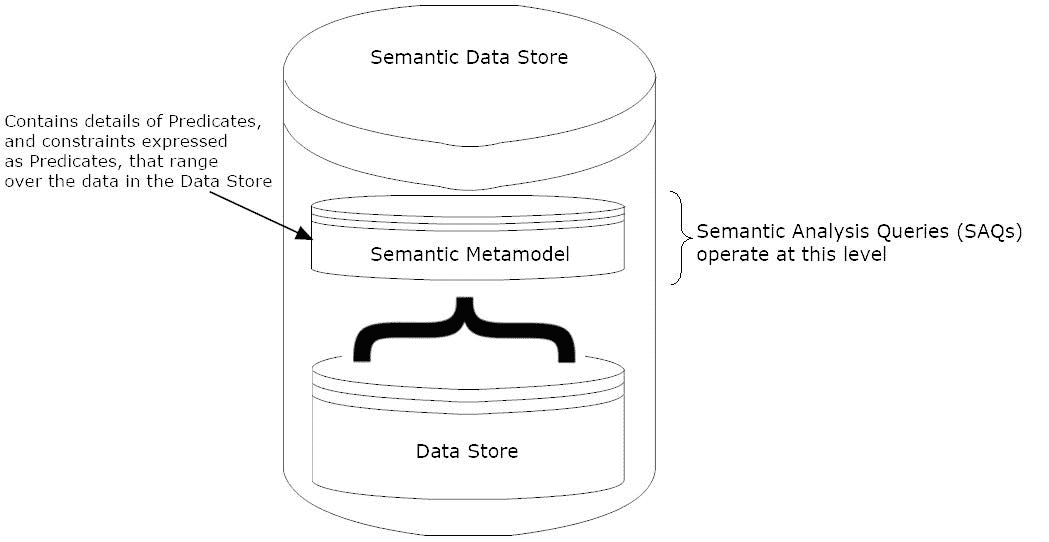 Semantic Data Store
Contains details of Predicates,
and constraints expressed
as Predicates, that range
over the data in the Data Store
Semantic Metamodel
Semantic Analysis Queries (SAQs)
operate at this level
Data Store